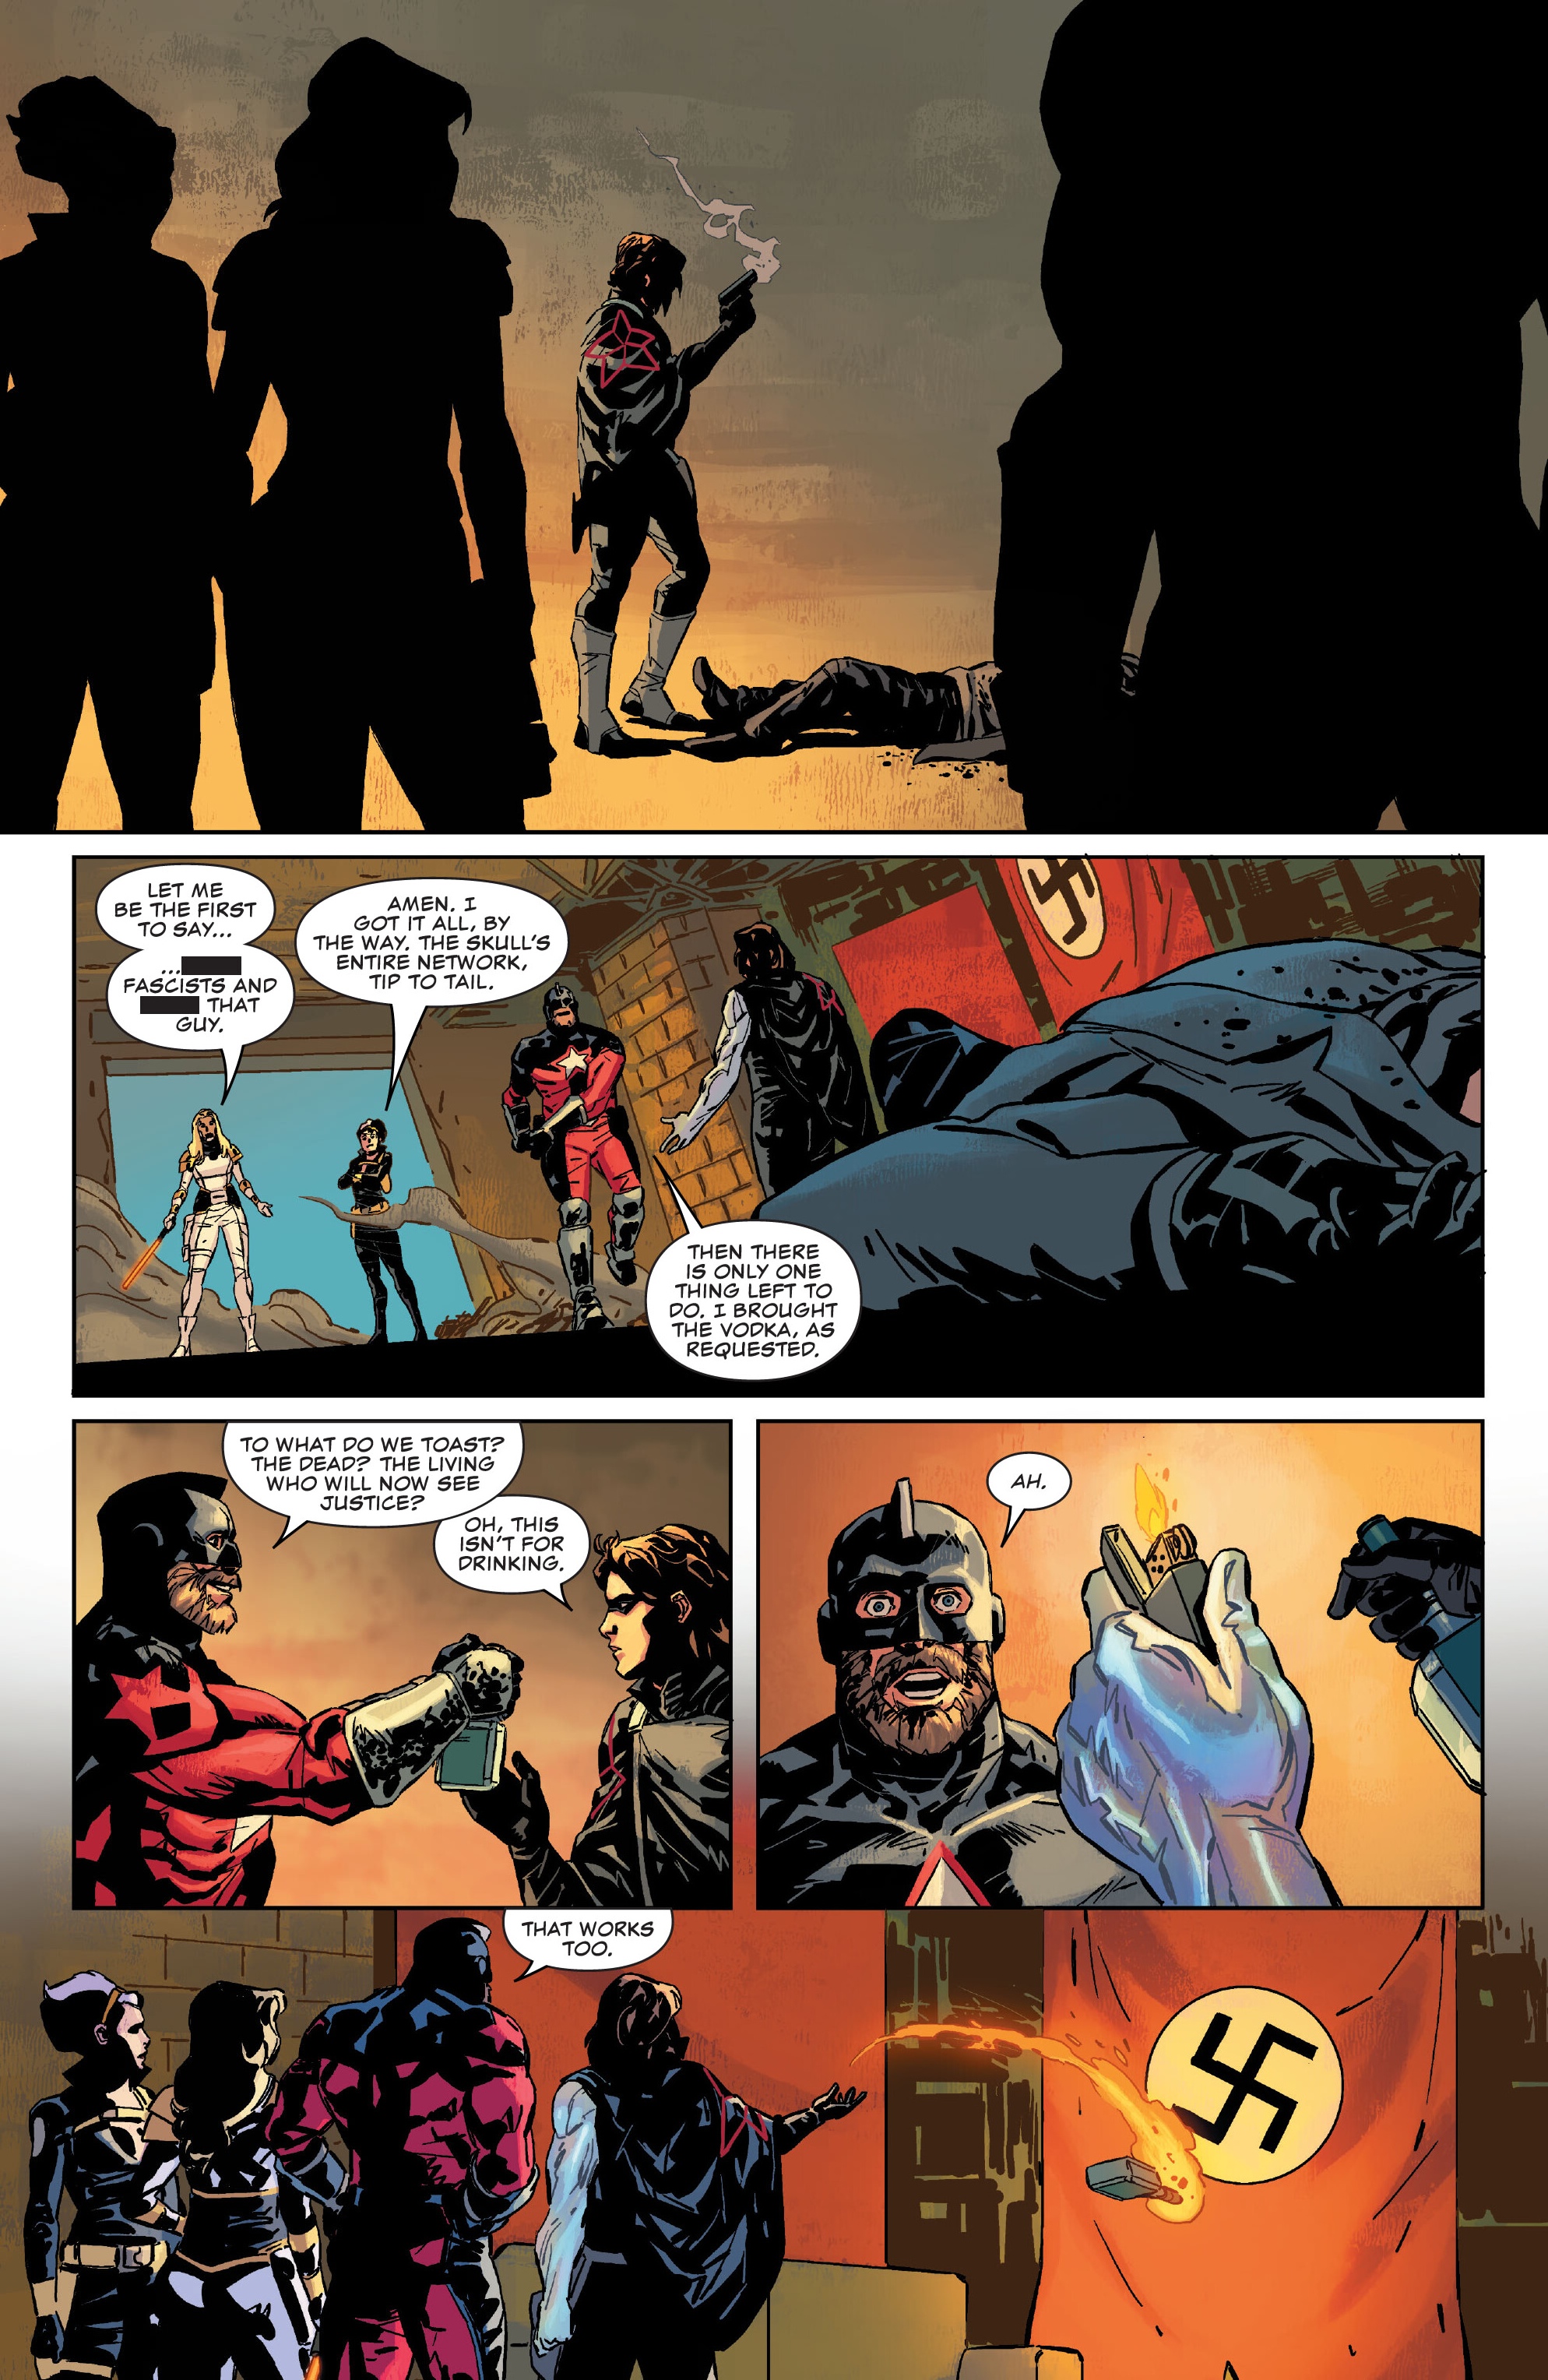 LET ME
BE THE FIRST
TO SAY...
...
FASCISTS AND
THAT
GUY.
AMEN. I
GOT IT ALL, BY
THE WAY. THE SKULL'S
ENTIRE NETWORK,
TIP TO TAIL.
THEN THERE
IS ONLY ONE
THING LEFT TO
DO. I BROUGHT
THE VODKA, AS
REQUESTED.
TO WHAT DO WE TOAST?
THE DEAD? THE LIVING
WHO WILL NOW SEE
JUSTICE?
OH, THIS
ISN'T FOR
DRINKING.
AH.
THAT WORKS
TOO.